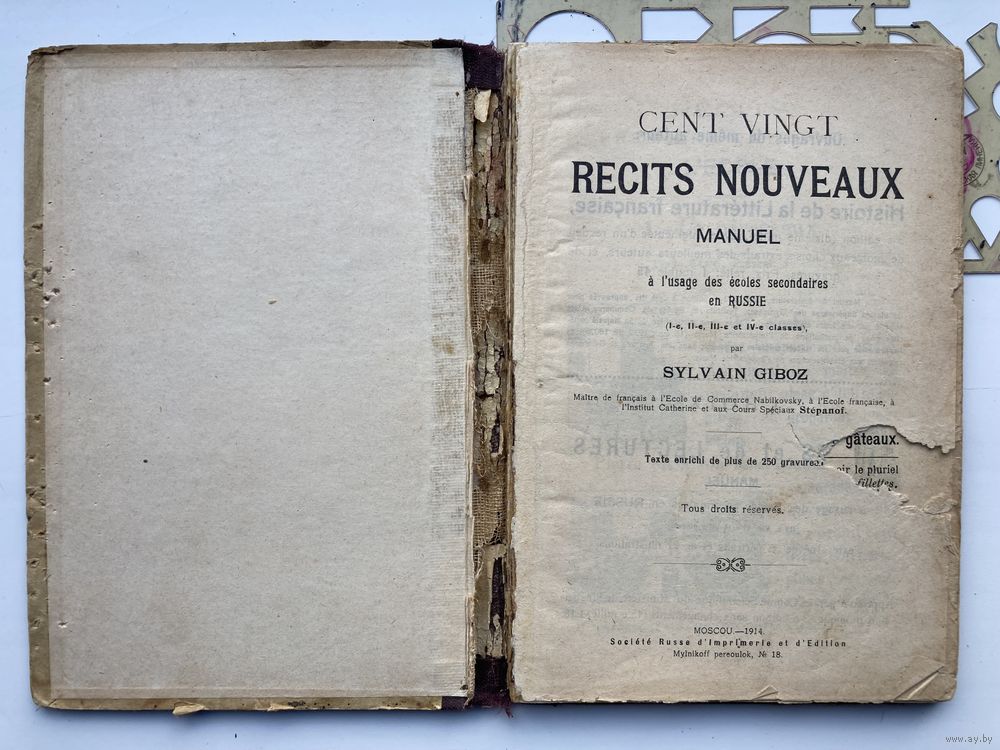 CENT VINGT
RECITS NOUVEAUX
MANUEL
à l'usage des écoles secondaires
en RUSSIE
(I-e, II-e, III-e et IV-e classes),
par
SYLVAIN GIBOZ
Maître de français à l'Ecole de Commerce Nabilkovsky, à l'Ecole française, à
l'Institut Catherine et aux Cours Spéciaux Stépanof.
gâteaux.
Texte enrichi de plus de 250 gravures.
oir le pluriel
fillettes.
Tous droits réservés.
MOSCOU.—1914.
Société Russe d'Imprimerie et d'Edition
Mylnikoff pereoulok, № 18.
www.ay.by